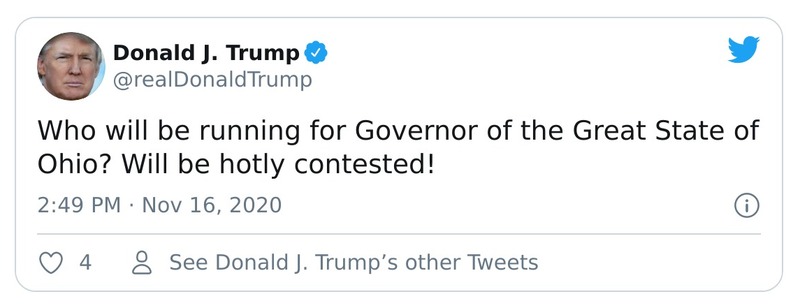 Donald J. Trump
@realDonaldTrump
Who will be running for Governor of the Great State of
Ohio? Will be hotly contested!
2:49 PM · Nov 16, 2020
4
See Donald J. Trump’s other Tweets